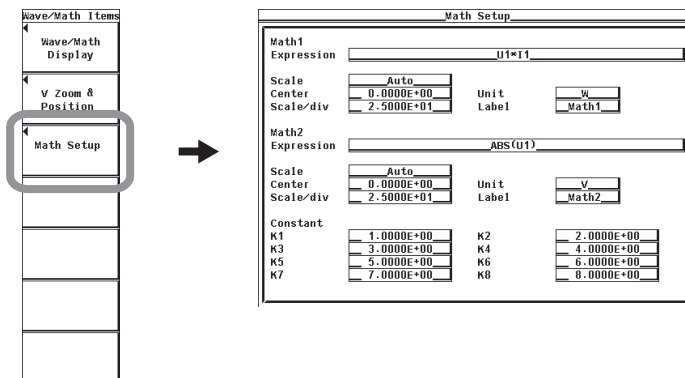 Wave/Math Items
Wave/Math
Display
V Zoom &
Position
Math Setup
Math Setup
Math1
Expression U1*I1
Scale Auto
Center 0.0000E+00 Unit W
Scale/div 2.5000E+01 Label Math1
Math2
Expression ABS(U1)
Scale Auto
Center 0.0000E+00 Unit V
Scale/div 2.5000E+01 Label Math2
Constant
K1 1.0000E+00 K2 2.0000E+00
K3 3.0000E+00 K4 4.0000E+00
K5 5.0000E+00 K6 6.0000E+00
K7 7.0000E+00 K8 8.0000E+00